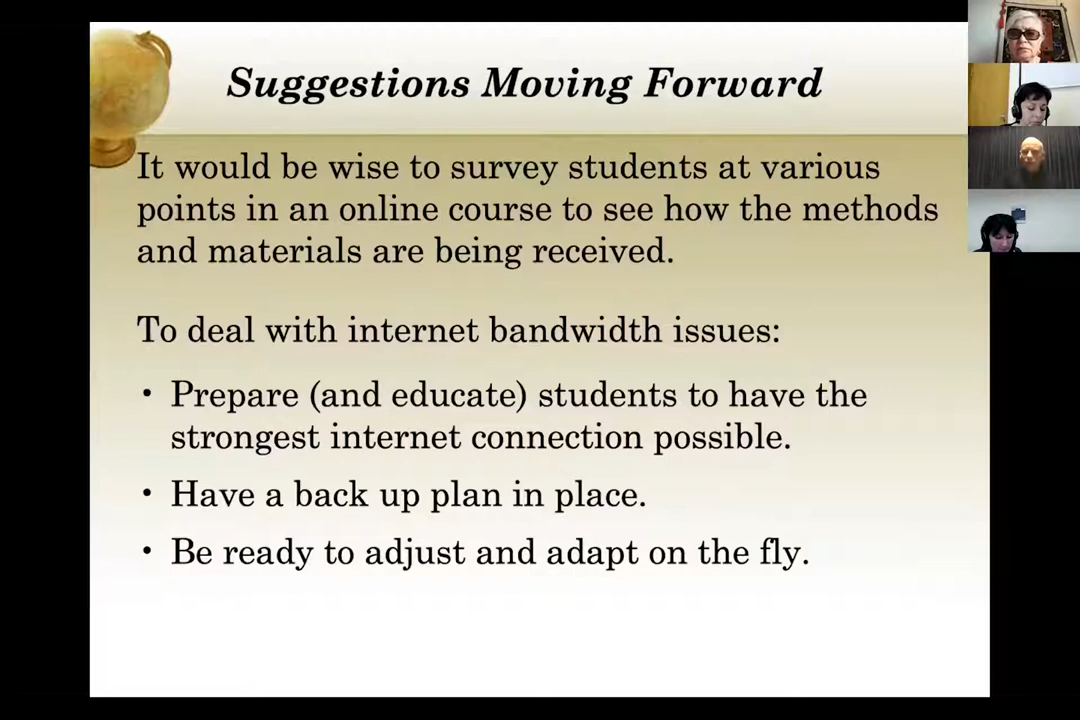 Suggestions Moving Forward
It would be wise to survey students at various
points in an online course to see how the methods
and materials are being received.
To deal with internet bandwidth issues:
• Prepare (and educate) students to have the
strongest internet connection possible.
• Have a back up plan in place.
• Be ready to adjust and adapt on the fly.